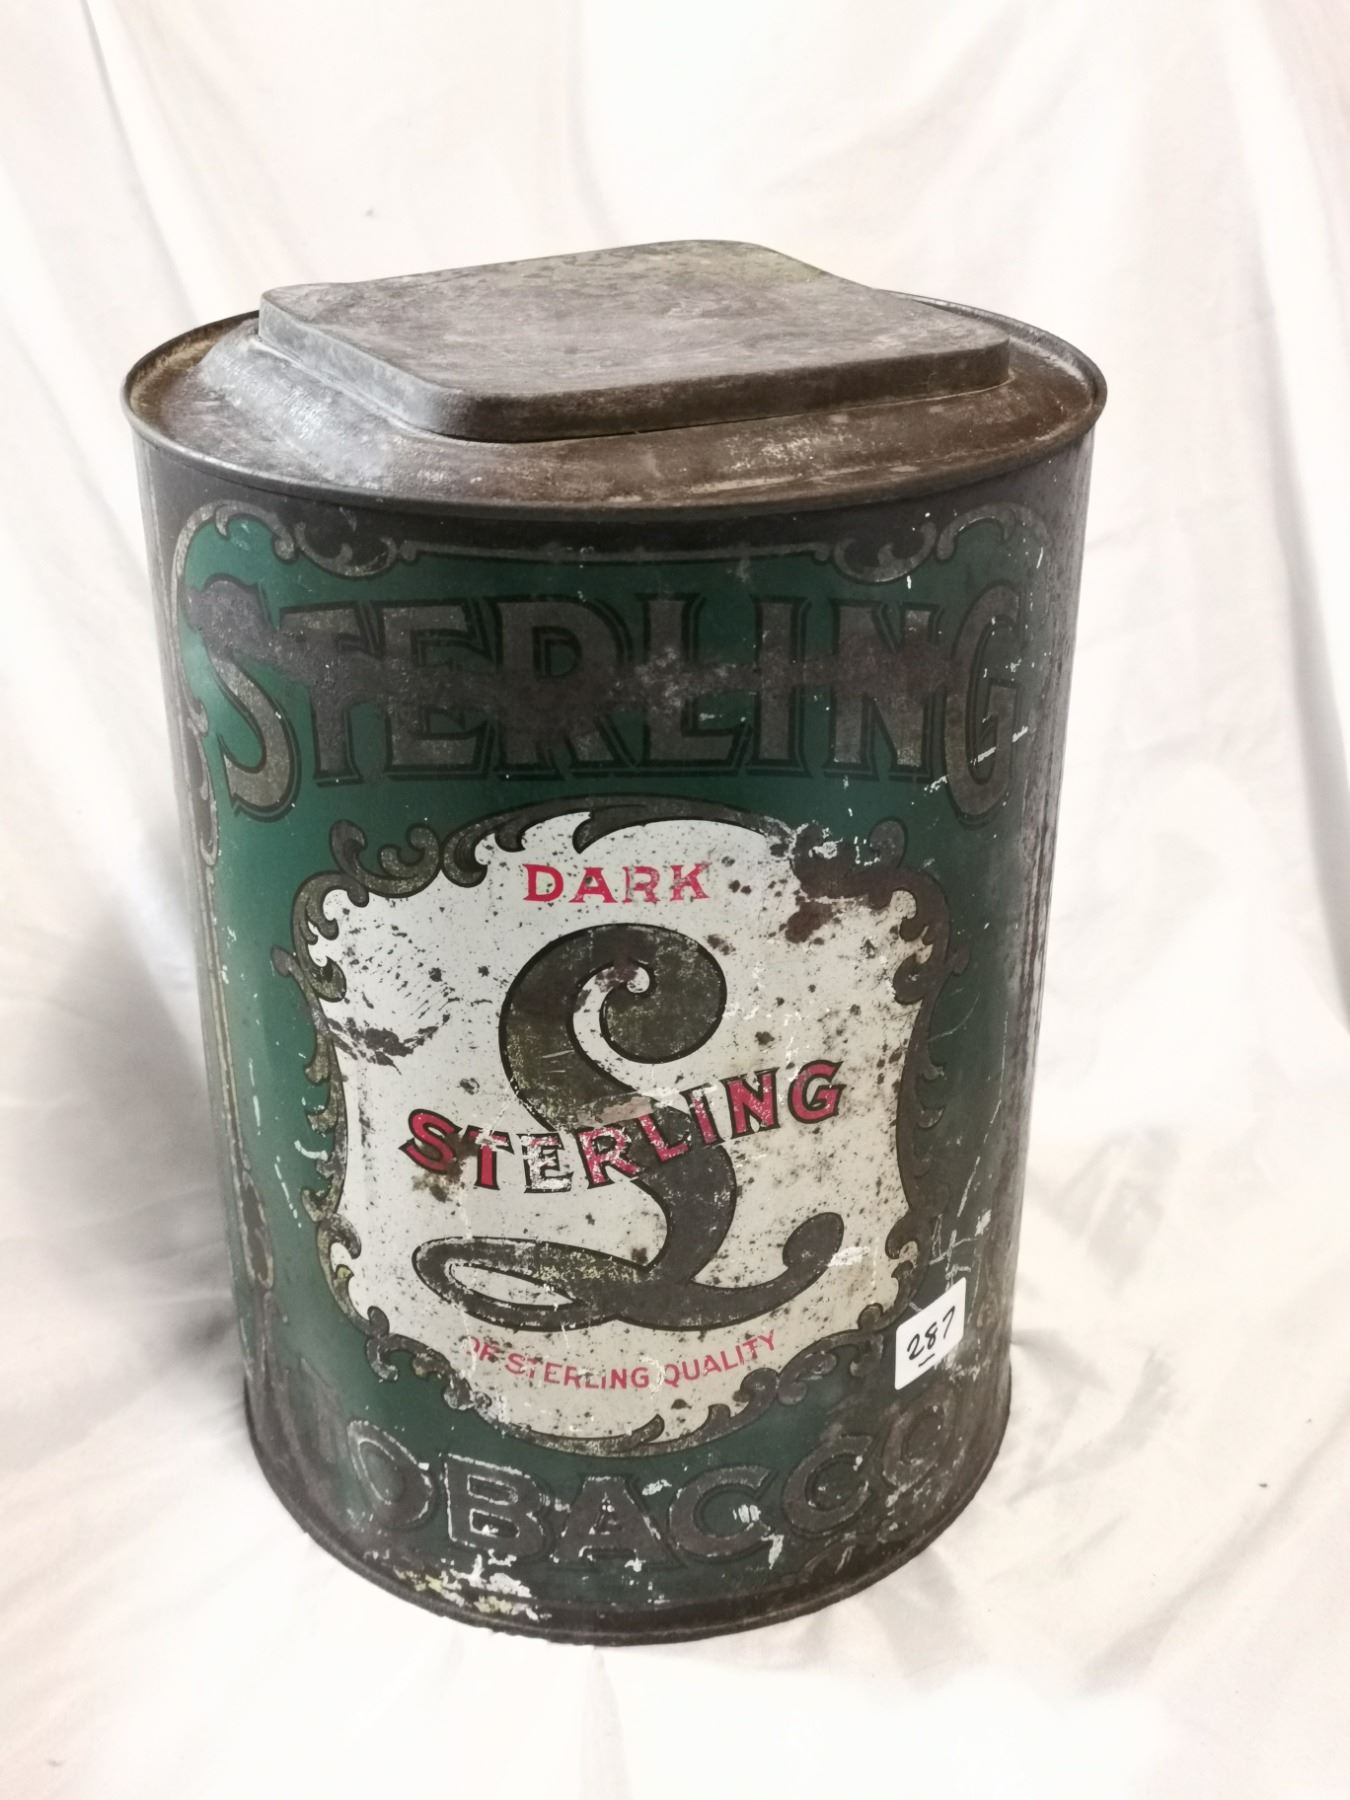 STERLING
DARK
STERLING
OF STERLING QUALITY
287
TOBACCO